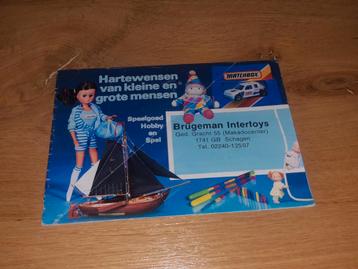 Hartewensen
van kleine en
grote mensen
MATCHBOX
Speelgoed
Hobby
en
Spel
Brugeman Intertoys
Ged. Gracht 55 (Makadocenter)
1741 GB Schagen
Tel. 02240-12507